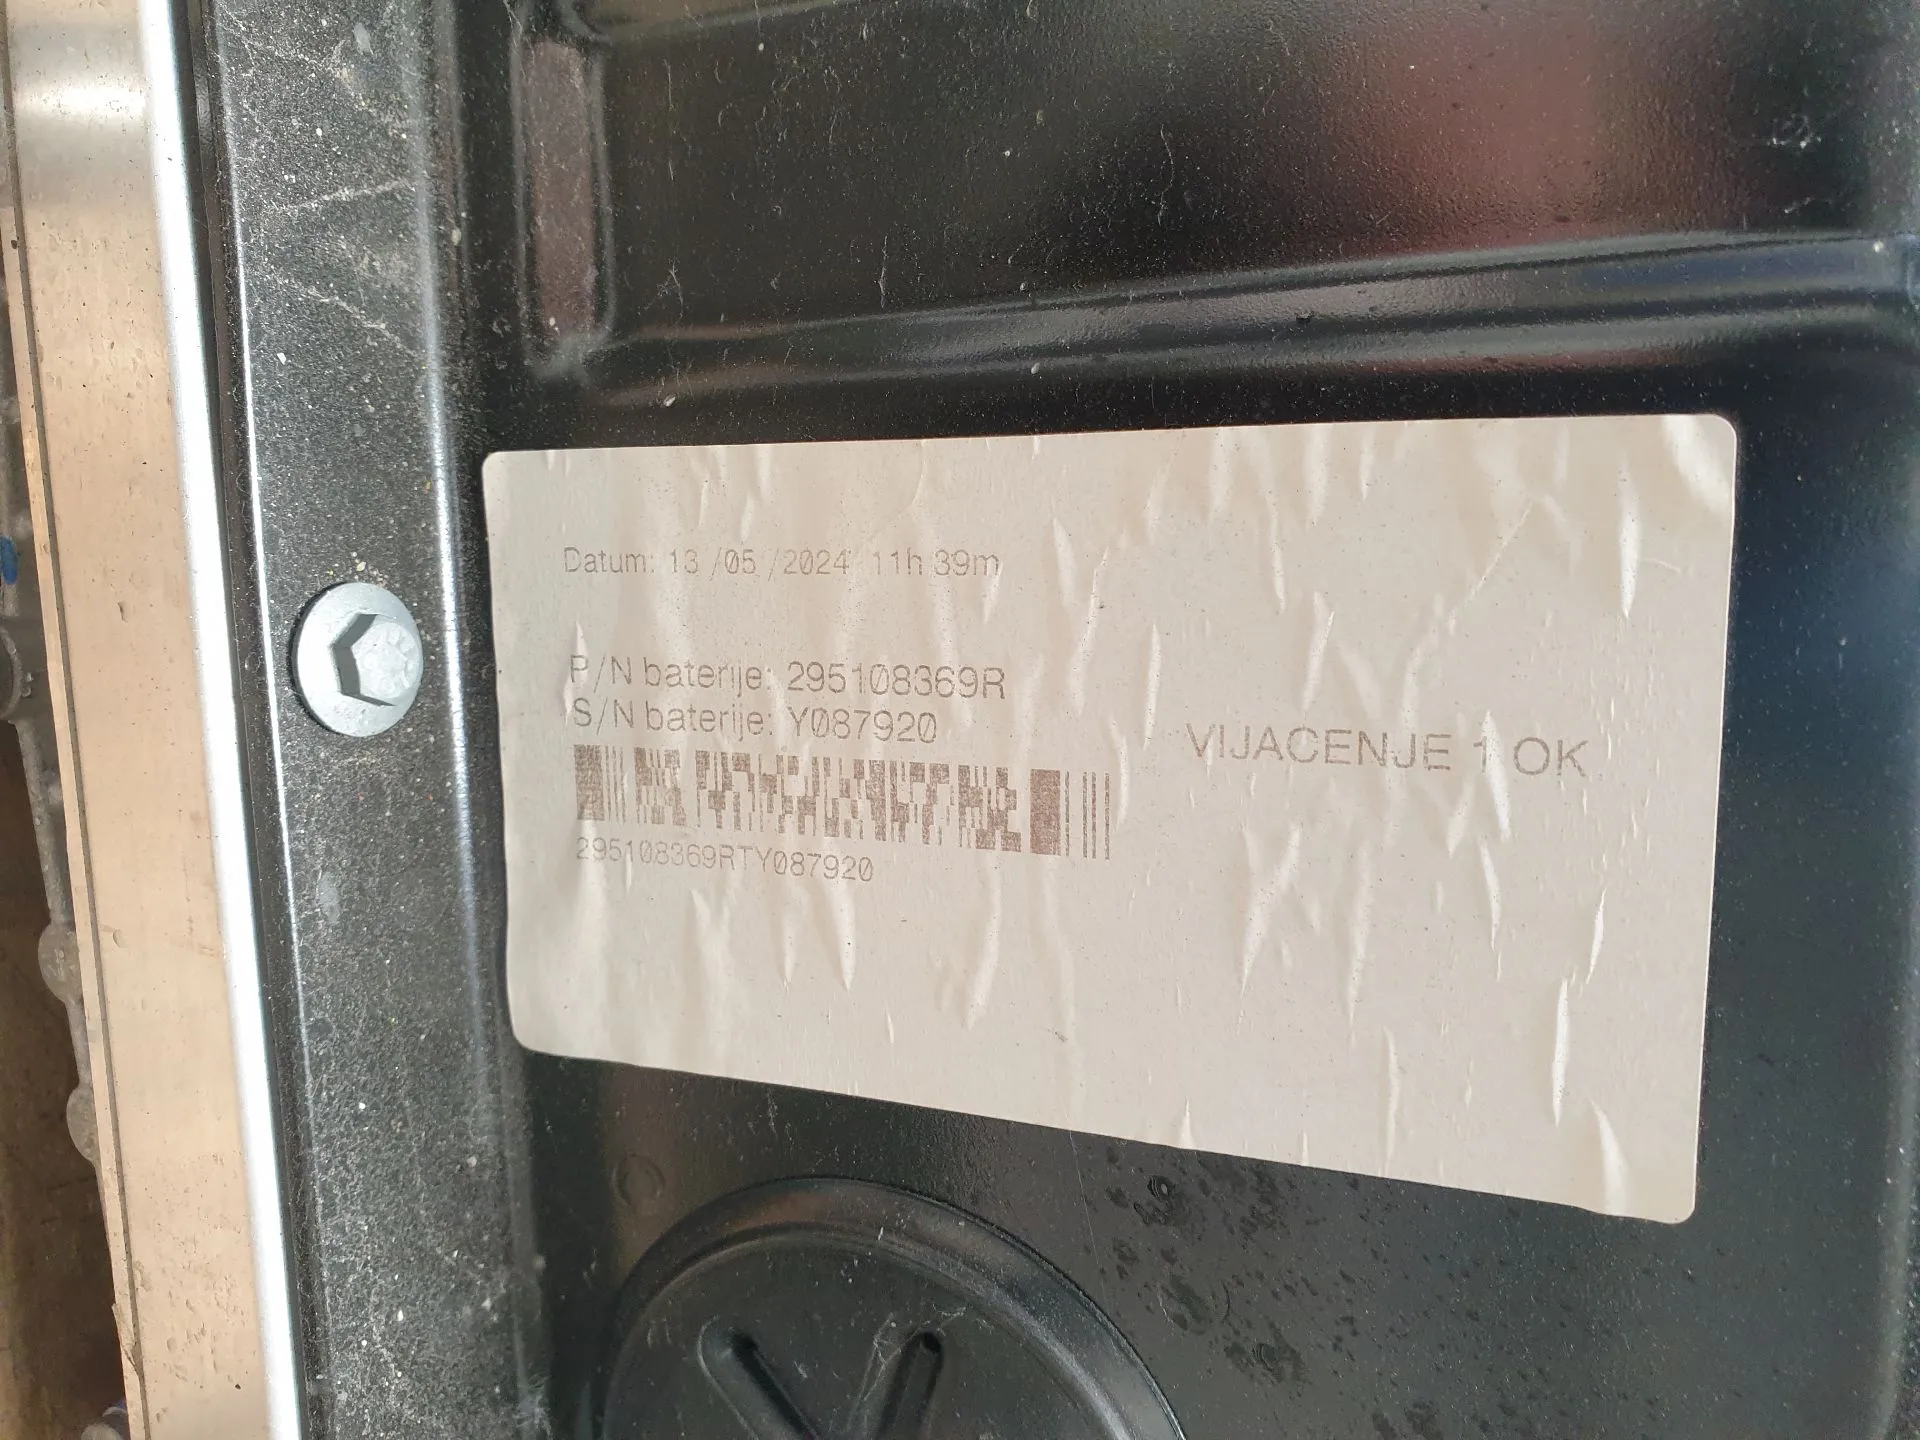 Datum: 13 /05 /2024 11h 39m
P/N baterije: 295108369R
S/N baterije: Y087920
VIJACENJE 1 OK
295108369RTY087920